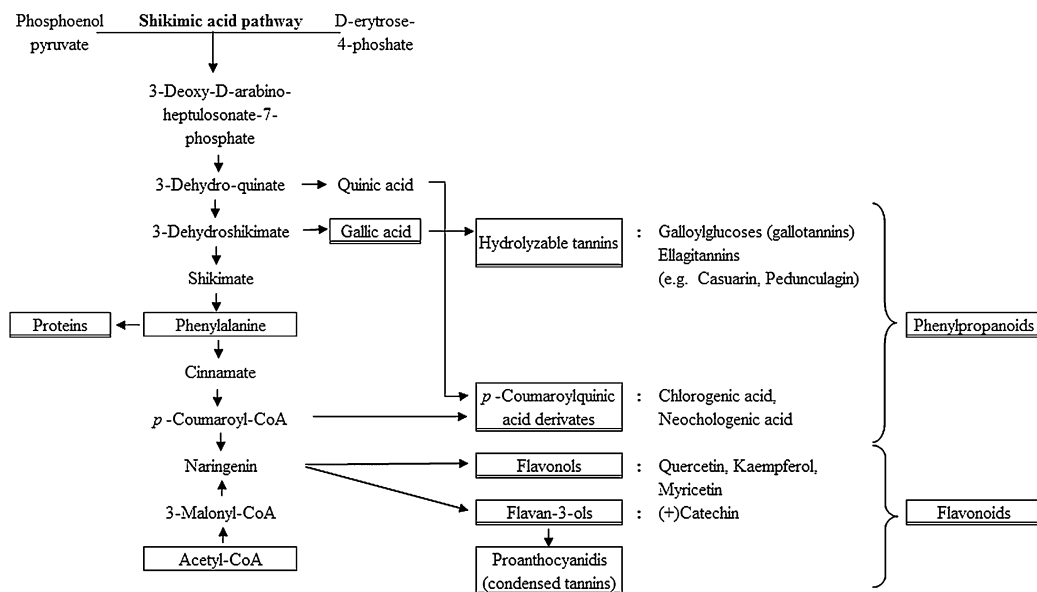 Phosphoenol
pyruvate
Shikimic acid pathway
D-erytrose-
4-phoshate
3-Deoxy-D-arabino-
heptulosonate-7-
phosphate
3-Dehydro-quinate
Quinic acid
3-Dehydroshikimate
Gallic acid
Hydrolyzable tannins
: Galloylglucoses (gallotannins)
Ellagitannins
(e.g. Casuarin, Pedunculagin)
Shikimate
Proteins
Phenylalanine
Phenylpropanoids
Cinnamate
p -Coumaroyl-CoA
p -Coumaroylquinic
acid derivates
: Chlorogenic acid,
Neochologenic acid
Naringenin
Flavonols
: Quercetin, Kaempferol,
Myricetin
3-Malonyl-CoA
Flavan-3-ols
: (+)Catechin
Flavonoids
Acetyl-CoA
Proanthocyanidis
(condensed tannins)